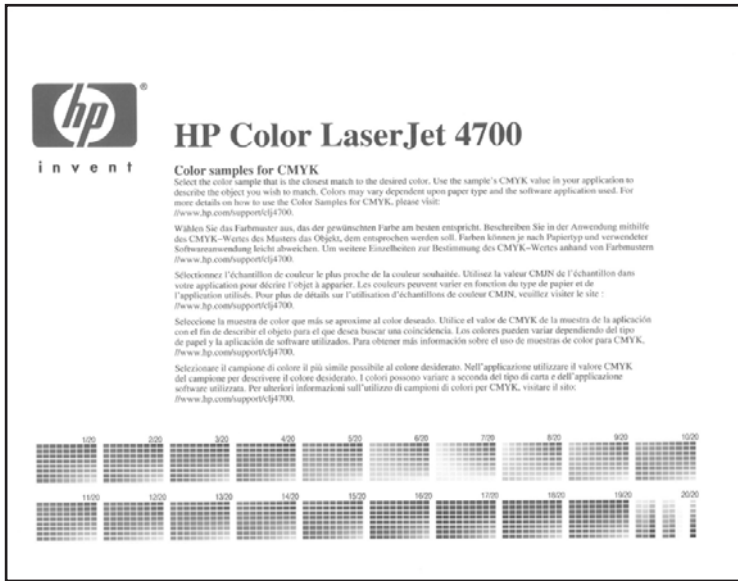 ®
hp
invent
HP Color LaserJet 4700
Color samples for CMYK
Select the color sample that is the closest match to the desired color. Use the sample's CMYK value in your application to
describe the object you wish to match. Colors may vary dependent upon paper type and the software application used. For
more details on how to use the Color Samples for CMYK, please visit:
//www.hp.com/support/clj4700.
Wählen Sie das Farbmuster aus, das der gewünschten Farbe am besten entspricht. Beschreiben Sie in der Anwendung mithilfe
des CMYK–Wertes des Musters das Objekt, dem entsprochen werden soll. Farben können je nach Papiertyp und verwendeter
Softwareanwendung leicht abweichen. Um weitere Einzelheiten zur Bestimmung des CMYK–Wertes anhand von Farbmustern
//www.hp.com/support/clj4700.
Sélectionnez l'échantillon de couleur le plus proche de la couleur souhaitée. Utilisez la valeur CMJN de l'échantillon dans
votre application pour décrire l'objet à apparier. Les couleurs peuvent varier en fonction du type de papier et de
l'application utilisés. Pour plus de détails sur l'utilisation d'échantillons de couleur CMJN, veuillez visiter le site :
//www.hp.com/support/clj4700.
Seleccione la muestra de color que más se aproxime al color deseado. Utilice el valor de CMYK de la muestra de la aplicación
con el fin de describir el objeto para el que desea buscar una coincidencia. Los colores pueden variar dependiendo del tipo
de papel y la aplicación de software utilizados. Para obtener más información sobre el uso de muestras de color para CMYK,
//www.hp.com/support/clj4700.
Selezionare il campione di colore il più simile possibile al colore desiderato. Nell'applicazione utilizzare il valore CMYK
del campione per descrivere il colore desiderato. I colori possono variare a seconda del tipo di carta e dell'applicazione
software utilizzata. Per ulteriori informazioni sull'utilizzo di campioni di colori per CMYK, visitare il sito:
//www.hp.com/support/clj4700.
1/20 2/20 3/20 4/20 5/20 6/20 7/20 8/20 9/20 10/20
11/20 12/20 13/20 14/20 15/20 16/20 17/20 18/20 19/20 20/20